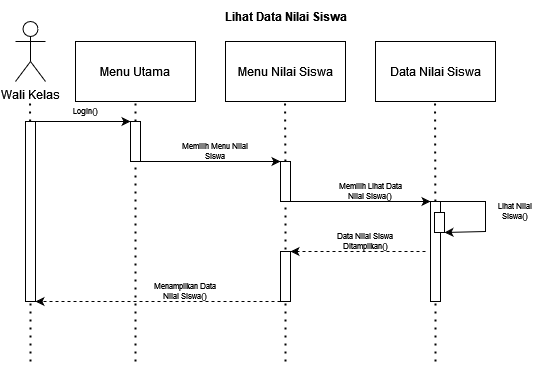 Lihat Data Nilai Siswa
Wali Kelas
Menu Utama
Menu Nilai Siswa
Data Nilai Siswa
Login()
Memilih Menu Nilai
Siswa
Memilih Lihat Data
Nilai Siswa()
Lihat Nilai
Siswa()
Data Nilai Siswa
Ditampilkan()
Menampilkan Data
Nilai Siswa()